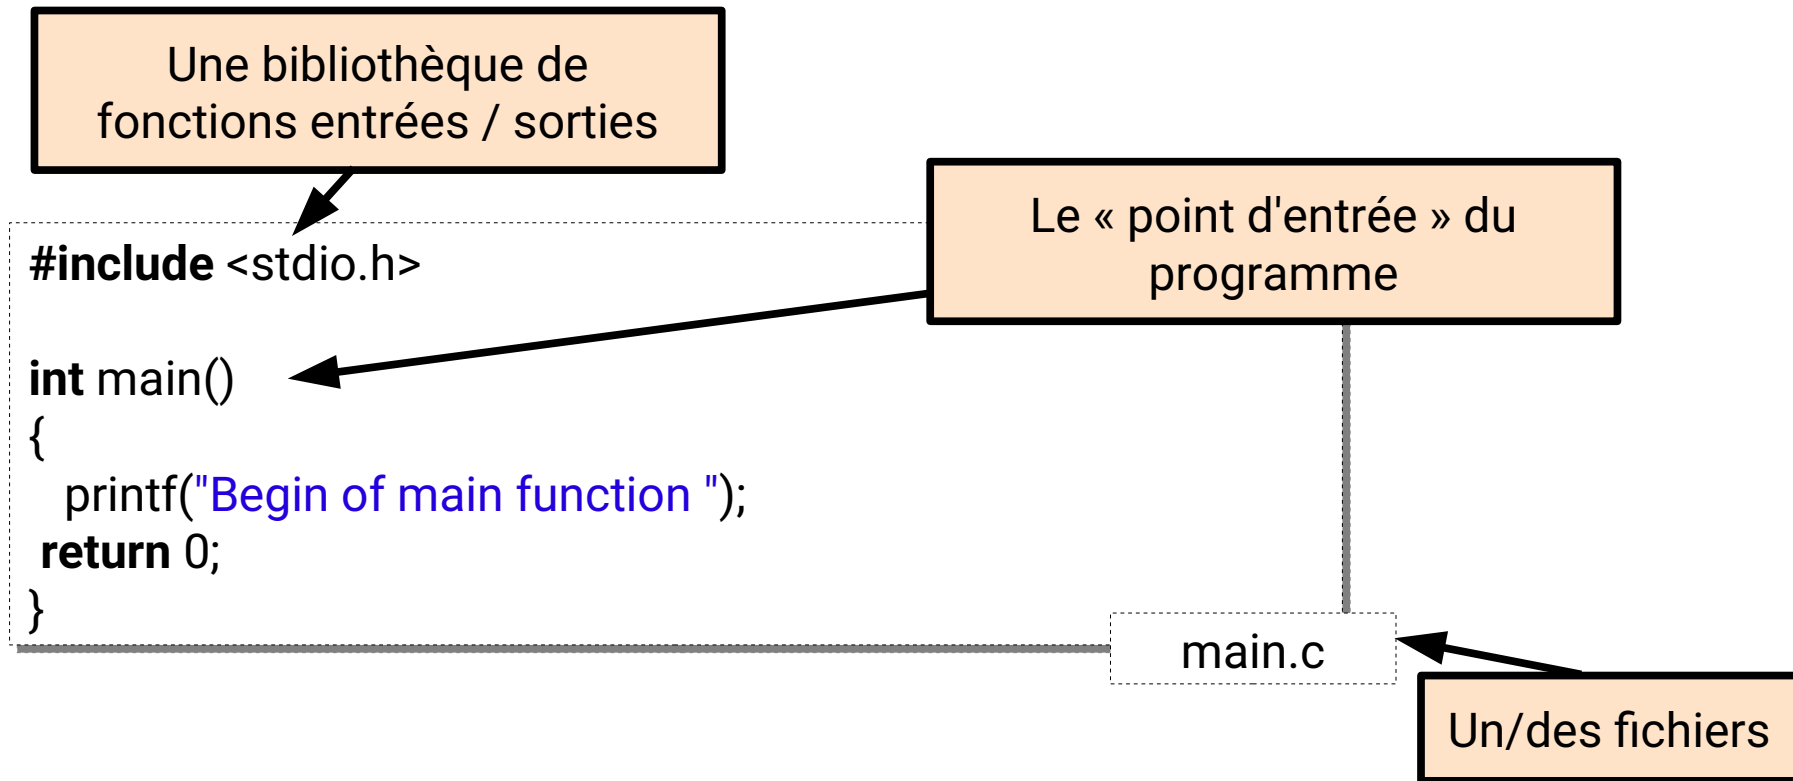 Une bibliothèque de
fonctions entrées / sorties
Le « point d'entrée » du
programme
#include <stdio.h>
int main()
{
printf("Begin of main function ");
return 0;
}
main.c
Un/des fichiers